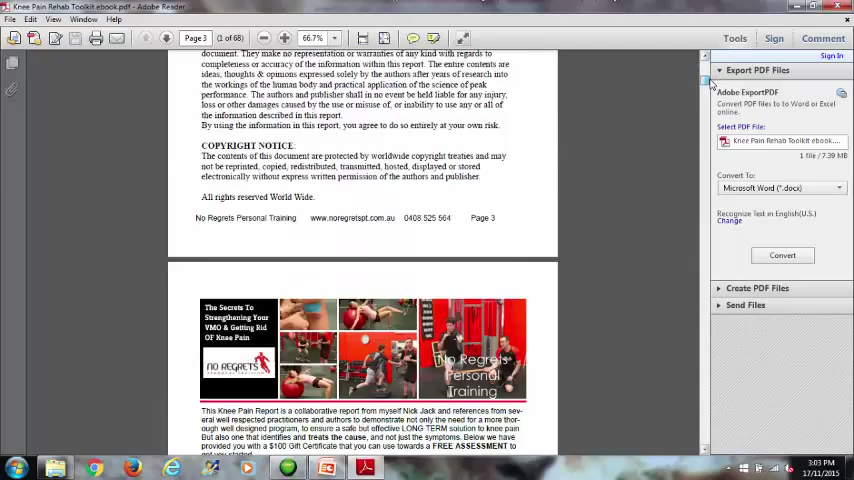 Knee Pain Rehab Toolkit ebook.pdf - Adobe Reader
File Edit View Window Help
Page 3 (1 of 68) 66.7% Tools Sign Comment
Sign In
document. They make no representation or warranties of any kind with regards to
completeness or accuracy of the information within this report. The entire contents are
ideas, thoughts & opinions expressed solely by the authors after years of research into
the workings of the human body and practical application of the science of peak
performance. The authors and publisher shall in no event be held liable for any injury,
loss or other damages caused by the use or misuse of, or inability to use any or all of
the information described in this report.
By using the information in this report, you agree to do so entirely at your own risk.
COPYRIGHT NOTICE:
The contents of this document are protected by worldwide copyright treaties and may
not be reprinted, copied, redistributed, transmitted, hosted, displayed or stored
electronically without express written permission of the authors and publisher.
All rights reserved World Wide.
No Regrets Personal Training www.noregretspt.com.au 0408 525 564 Page 3
The Secrets To
Strengthening Your
VMO & Getting Rid
OF Knee Pain
NO REGRETS
No Regrets
Personal
Training
This Knee Pain Report is a collaborative report from myself Nick Jack and references from sev-
eral well respected practitioners and authors to demonstrate not only the need for a more thor-
ough well designed program, to ensure a safe but effective LONG TERM solution to knee pain
But also one that identifies and treats the cause, and not just the symptoms. Below we have
provided you with a $100 Gift Certificate that you can use towards a FREE ASSESSMENT to
get you started
Export PDF Files
Adobe ExportPDF
Convert PDF files to to Word or Excel
online.
Select PDF File:
Knee Pain Rehab Toolkit ebook....
1 file / 7.39 MB
Convert To:
Microsoft Word (*.docx)
Recognize Text in English(U.S.)
Change
Convert
Create PDF Files
Send Files
3:03 PM
17/11/2015